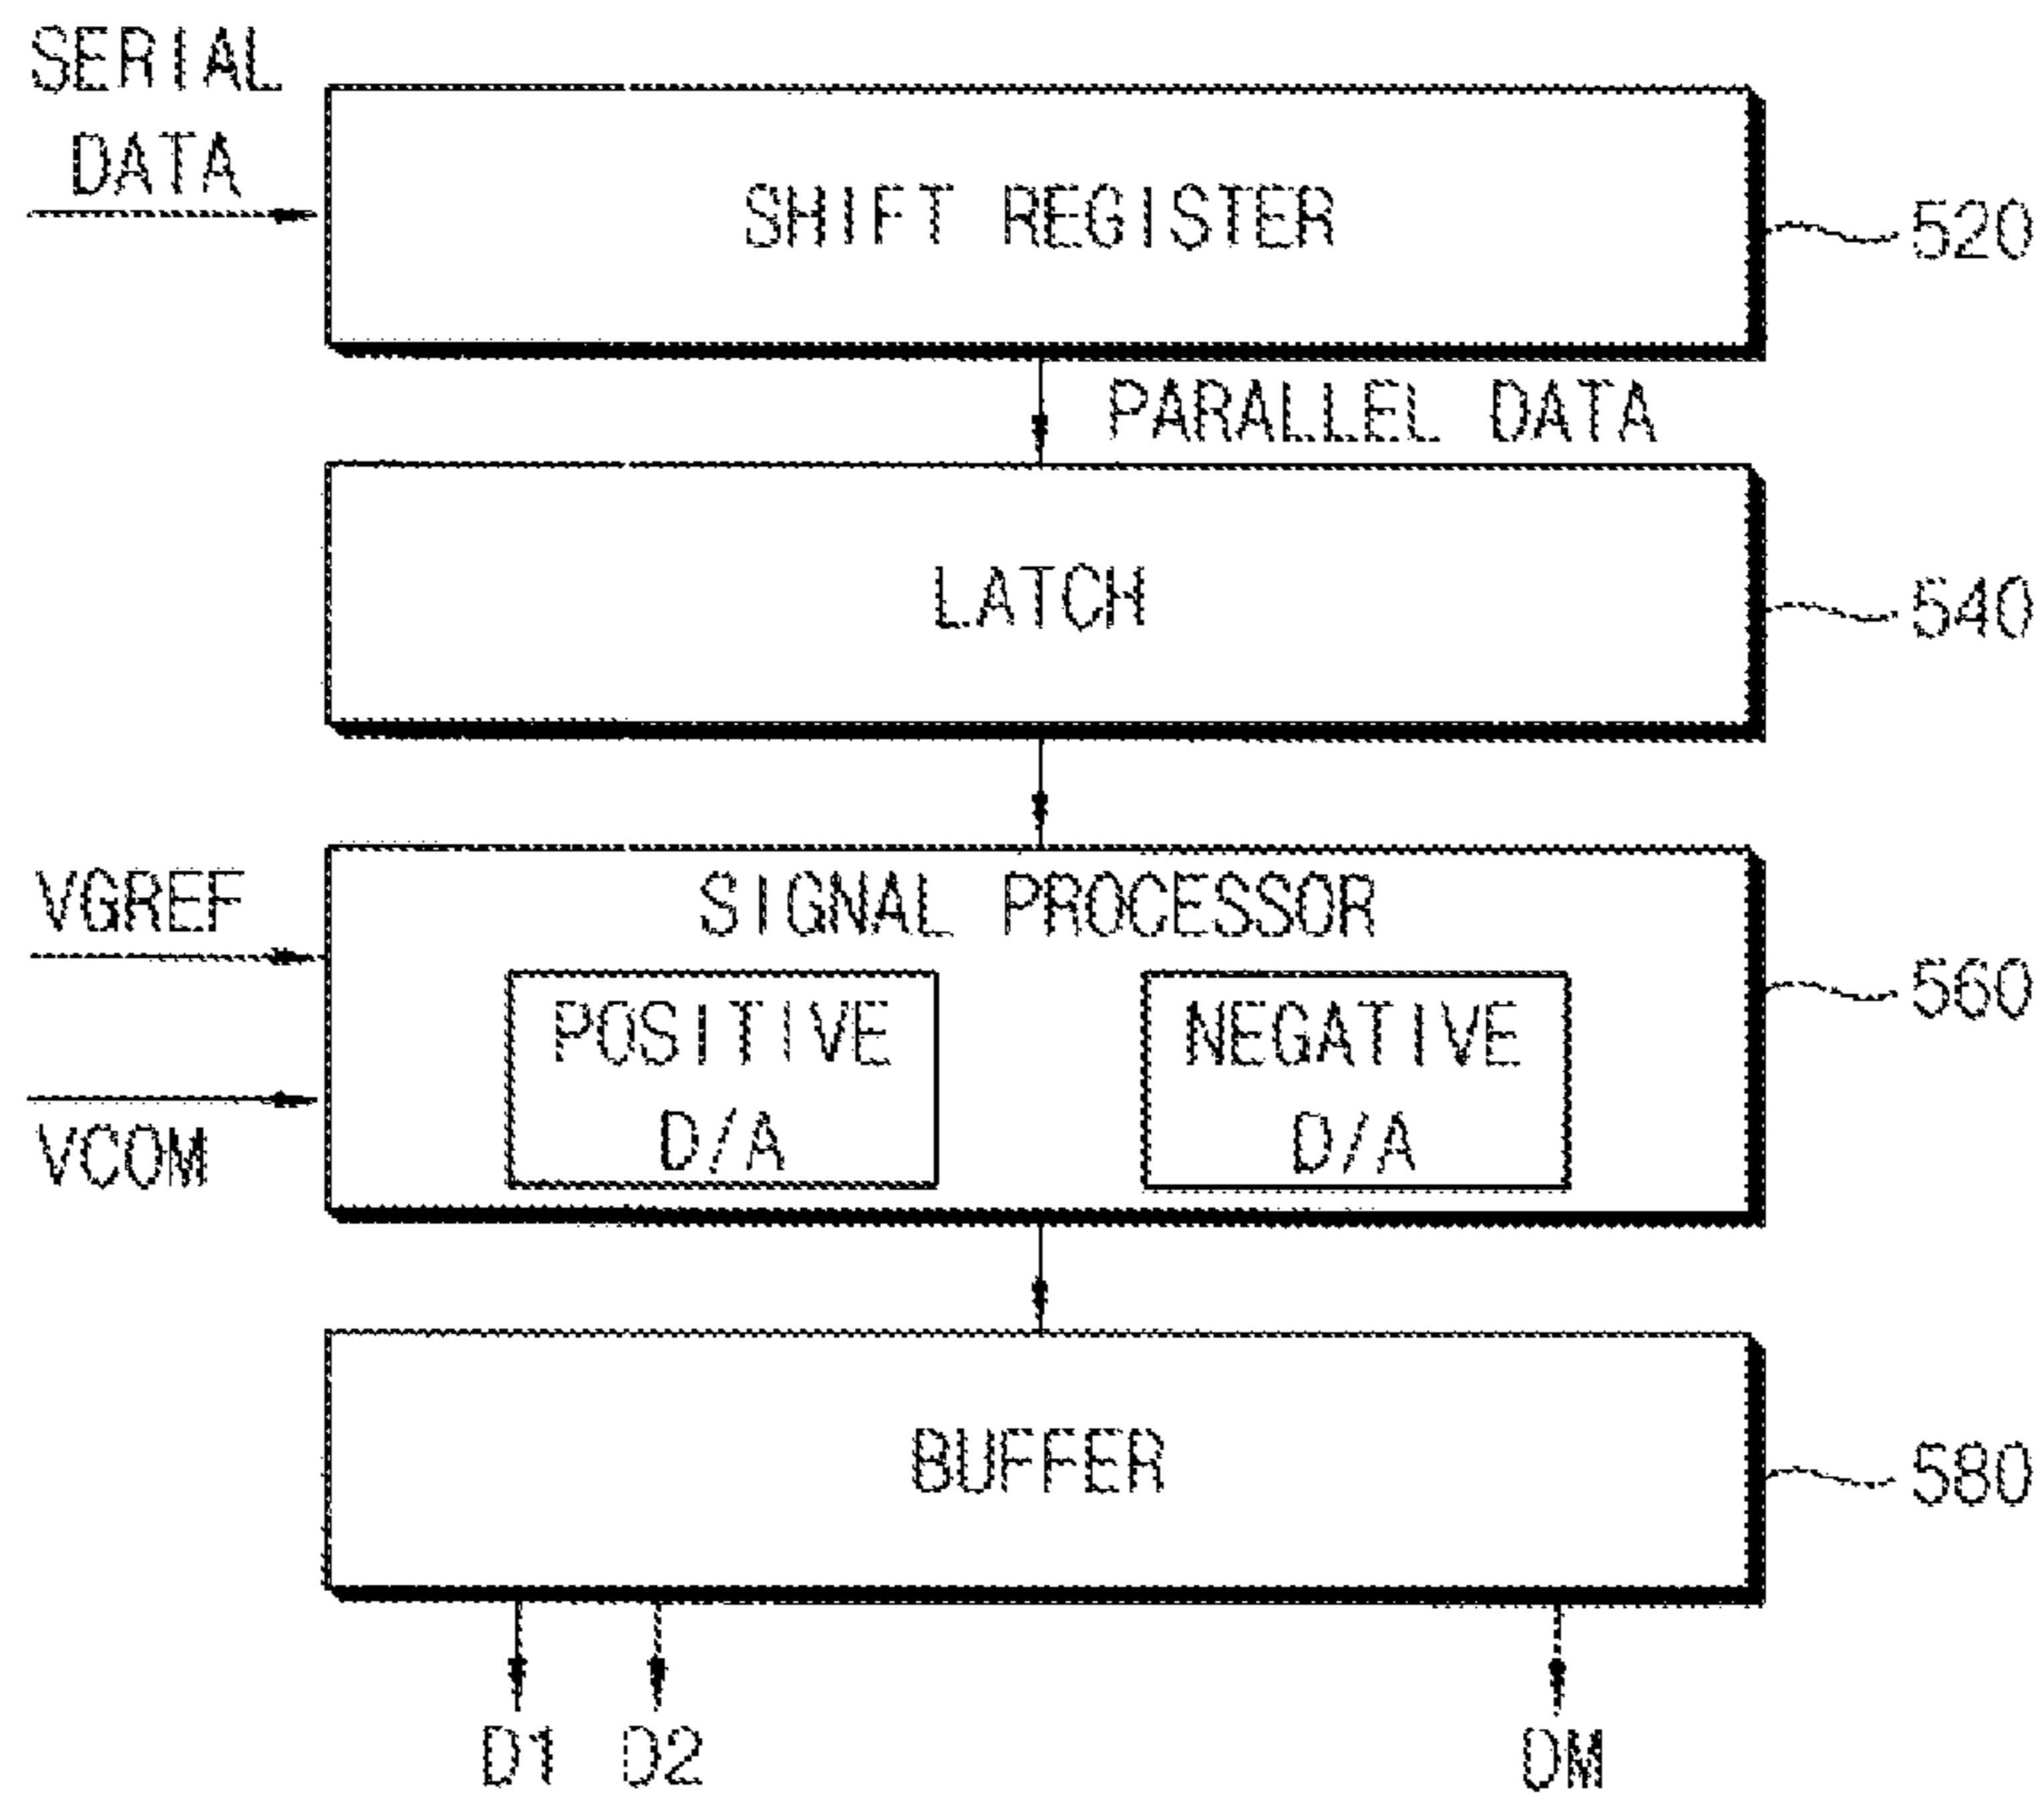 SERIAL
DATA
SHIFT REGISTER
520
PARALLEL DATA
LATCH
540
VGREF
SIGNAL PROCESSOR
560
POSITIVE
D/A
NEGATIVE
D/A
VCOM
BUFFER
580
D1 D2 DM